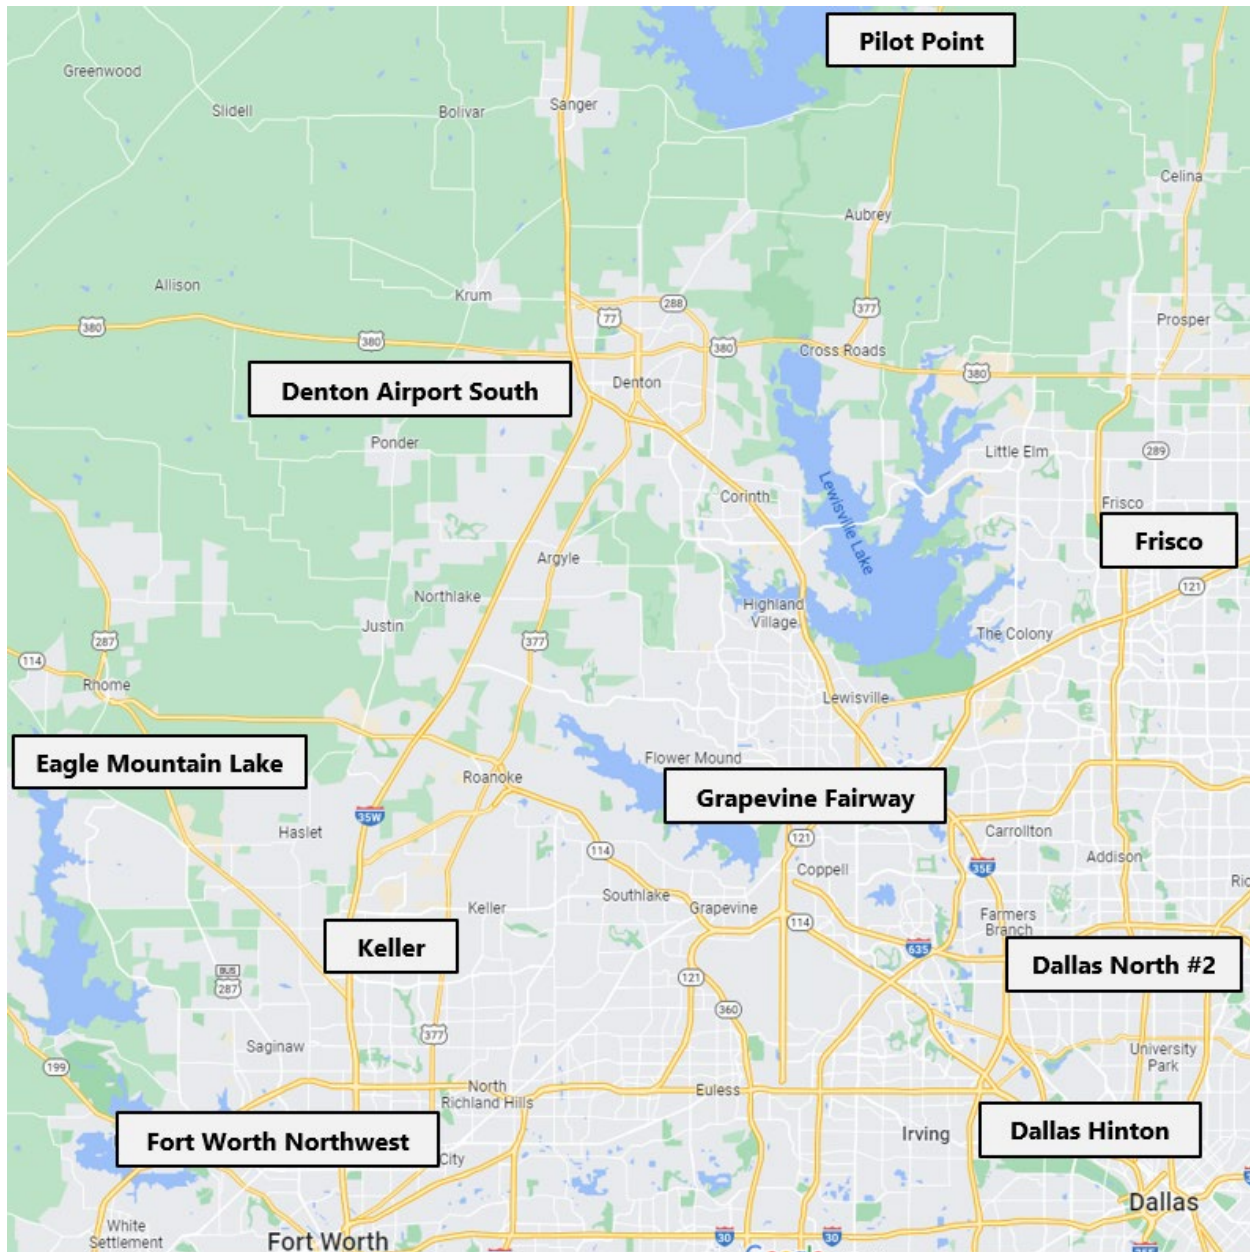 Pilot Point
Greenwood
Slidell
Bolivar
Sanger
Celina
Aubrey
Allison
Krum
288
77
377
Prosper
380
380
380
Cross Roads
380
Denton Airport South
Denton
Ponder
Little Elm
289
Corinth
Lewisville Lake
Frisco
Frisco
Argyle
121
Northlake
Highland
Village
Justin
377
The Colony
287
114
Rhome
Lewisville
Eagle Mountain Lake
Flower Mound
Roanoke
Grapevine Fairway
35W
Haslet
121
Carrollton
114
Addison
Coppell
35E
Southlake
Keller
Grapevine
Farmers
Branch
114
Keller
635
Dallas North #2
BUS
287
121
360
377
Saginaw
University
Park
199
North
Richland Hills
Euless
Fort Worth Northwest
Irving
Dallas Hinton
City
Dallas
White
Settlement
Fort Worth
30
30